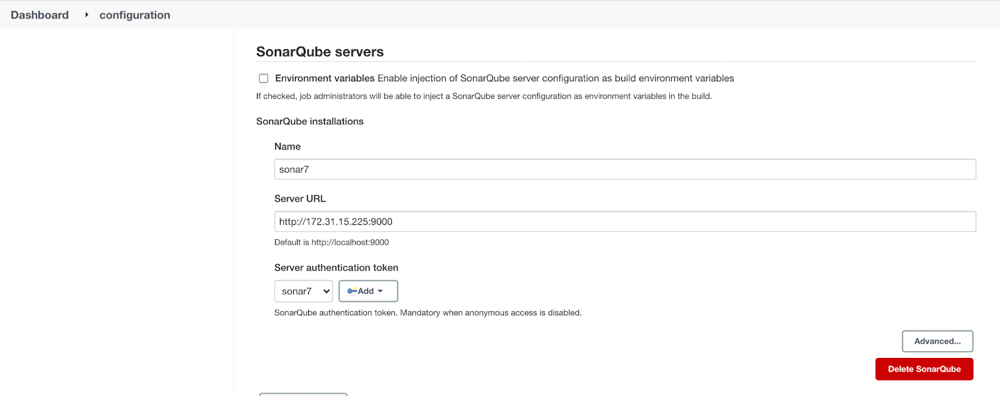 Dashboard configuration
SonarQube servers
Environment variables Enable injection of SonarQube server configuration as build environment variables
If checked, job administrators will be able to inject a SonarQube server configuration as environment variables in the build.
SonarQube installations
Name
sonar7
Server URL
http://172.31.15.225:9000
Default is http://localhost:9000
Server authentication token
sonar7 Add
SonarQube authentication token. Mandatory when anonymous access is disabled.
Advanced...
Delete SonarQube